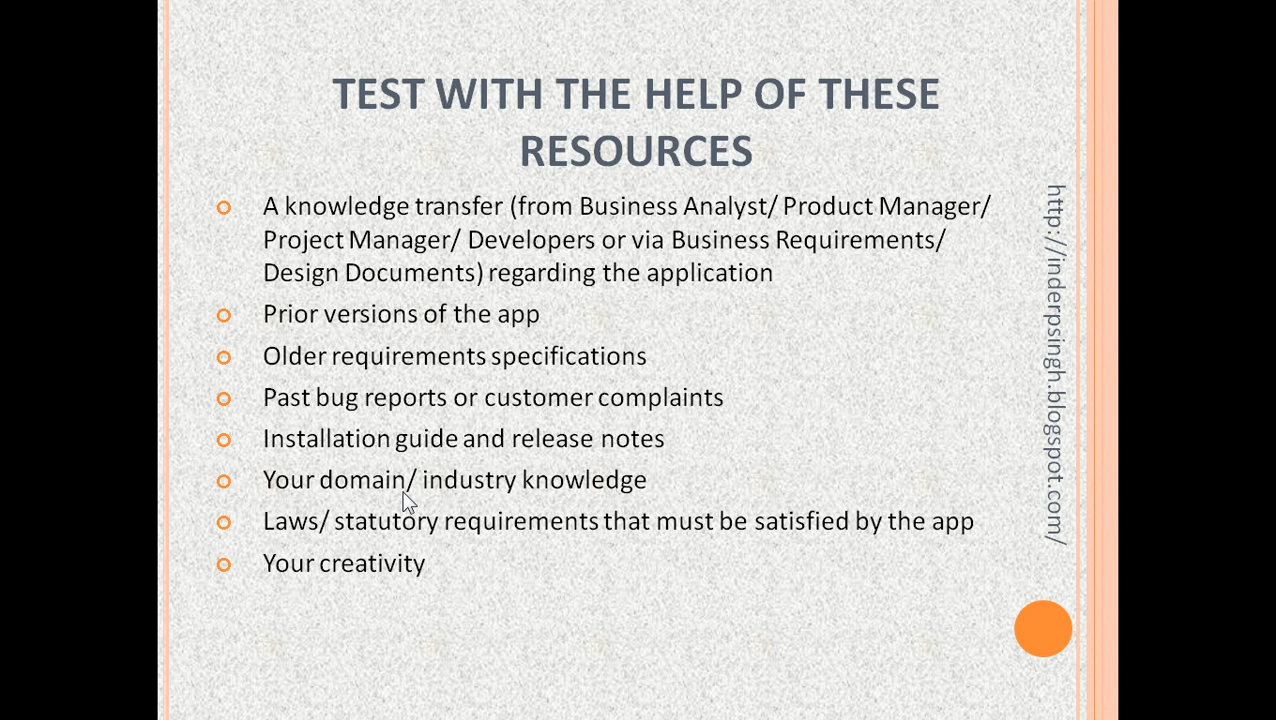 TEST WITH THE HELP OF THESE
RESOURCES
A knowledge transfer (from Business Analyst/ Product Manager/
Project Manager/ Developers or via Business Requirements/
Design Documents) regarding the application
Prior versions of the app
Older requirements specifications
Past bug reports or customer complaints
Installation guide and release notes
Your domain/ industry knowledge
Laws/ statutory requirements that must be satisfied by the app
Your creativity
http://inderpsingh.blogspot.com/